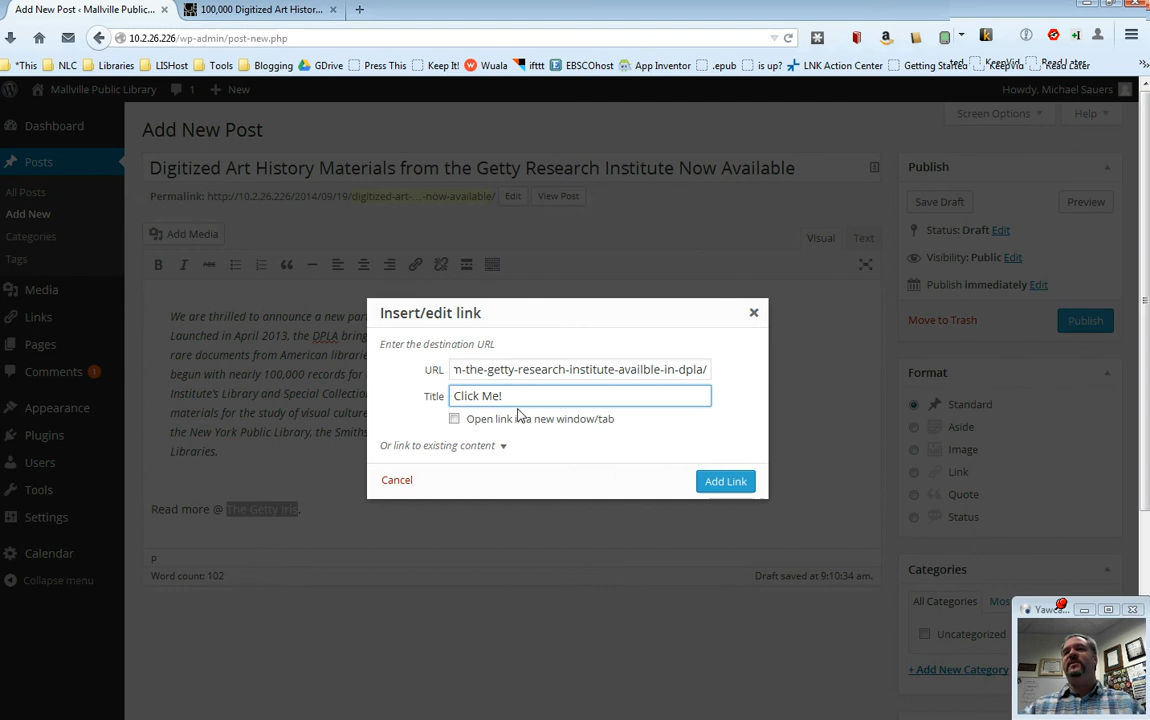 Add New Post ‹ Mallville Public... ×
100,000 Digitized Art Histor... ×
+
10.2.26.226/wp-admin/post-new.php
*This NLC Libraries LISHost Tools Blogging GDrive Press This Keep It! Wuala ifttt EBSCOhost App Inventor .epub is up? LNK Action Center Getting Started KeepVid Read Later
Mallville Public Library 1 + New
Howdy, Michael Sauers
Dashboard
Posts
All Posts
Add New
Categories
Tags
Media
Links
Pages
Comments 1
Appearance
Plugins
Users
Tools
Settings
Calendar
Collapse menu
Add New Post
Screen Options
Help
Digitized Art History Materials from the Getty Research Institute Now Available
Permalink: http://10.2.26.226/2014/09/19/digitized-art-...-now-available/ Edit View Post
Add Media
Visual Text
B I ABC
We are thrilled to announce a new par
Launched in April 2013, the DPLA bring
rare documents from American librarie
begun with nearly 100,000 records for
Institute's Library and Special Collection
materials for the study of visual culture
the New York Public Library, the Smiths
Libraries.
Read more @ The Getty Iris.
P
Word count: 102
Draft saved at 9:10:34 am.
Insert/edit link ×
Enter the destination URL
URL n-the-getty-research-institute-availble-in-dpla/
Title Click Me!
Open link in a new window/tab
Or link to existing content
Cancel
Add Link
Publish
Save Draft
Preview
Status: Draft Edit
Visibility: Public Edit
Publish immediately Edit
Move to Trash
Publish
Format
Standard
Aside
Image
Link
Quote
Status
Categories
All Categories Mos
Uncategorized
+ Add New Category
Yawca